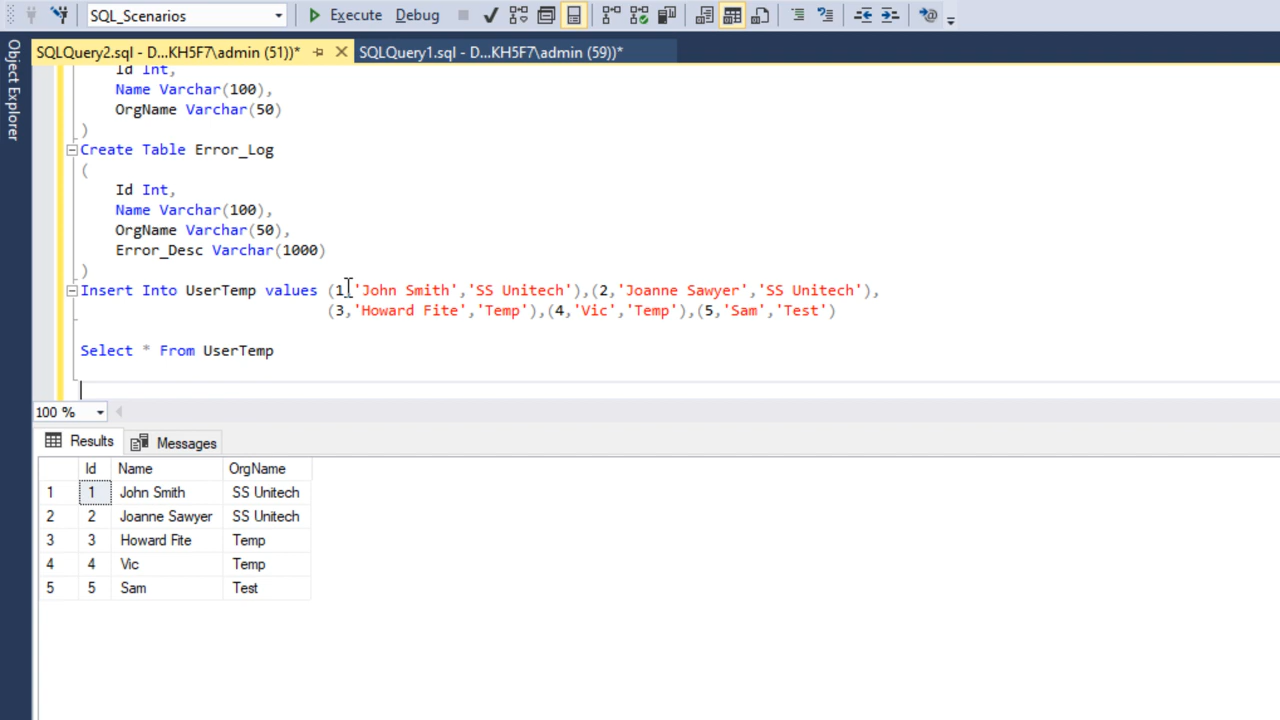 SQL_Scenarios Execute Debug
Object Explorer
SQLQuery2.sql - D...KH5F7\admin (51))* SQLQuery1.sql - D...KH5F7\admin (59))*
Id Int,
Name Varchar(100),
OrgName Varchar(50)
)
Create Table Error_Log
(
Id Int,
Name Varchar(100),
OrgName Varchar(50),
Error_Desc Varchar(1000)
)
Insert Into UserTemp values (1,'John Smith','SS Unitech'),(2,'Joanne Sawyer','SS Unitech'),
(3,'Howard Fite','Temp'),(4,'Vic','Temp'),(5,'Sam','Test')
Select * From UserTemp
100 %
Results Messages
Id Name OrgName
1 1 John Smith SS Unitech
2 2 Joanne Sawyer SS Unitech
3 3 Howard Fite Temp
4 4 Vic Temp
5 5 Sam Test